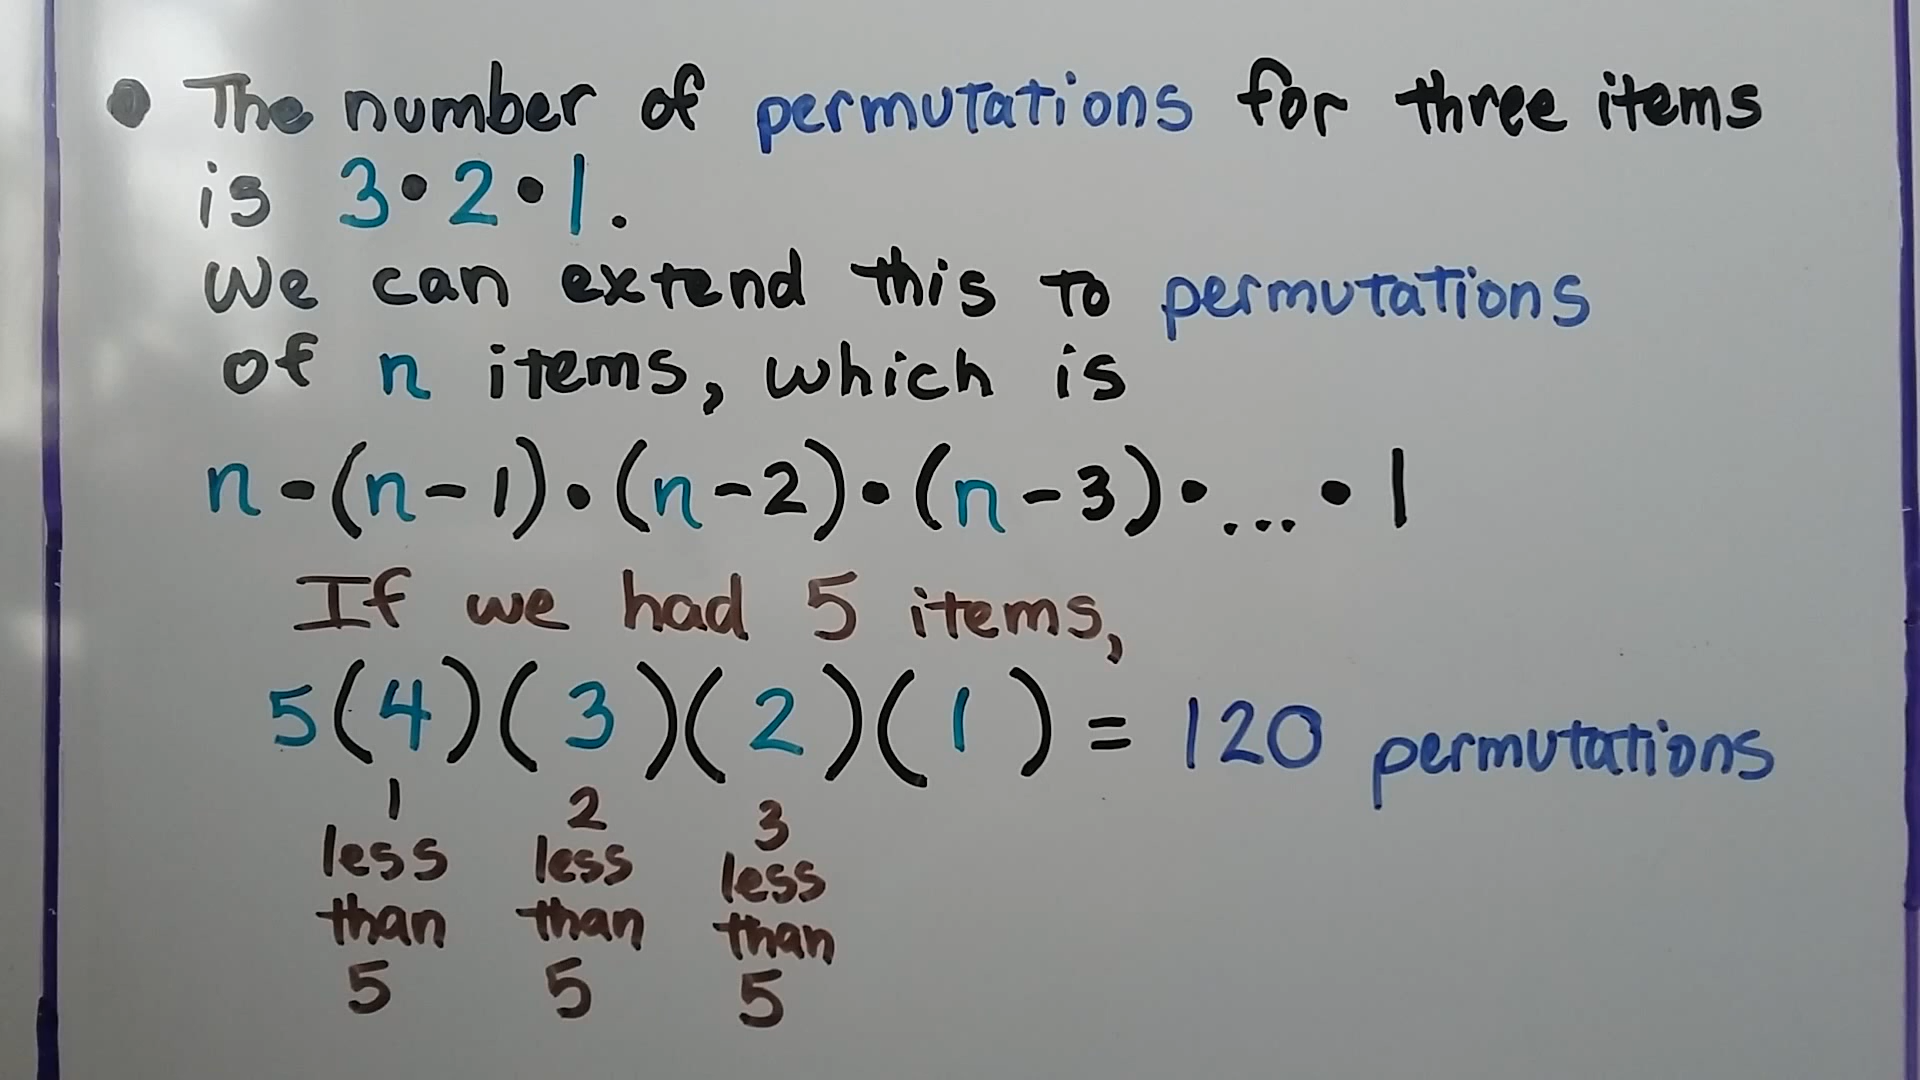 • The number of permutations for three items
is 3•2•1.
We can extend this to permutations
of n items, which is
n•(n-1)•(n-2)•(n-3)•...•1
If we had 5 items,
5(4)(3)(2)(1) = 120 permutations
1 2 3
less less less
than than than
5 5 5